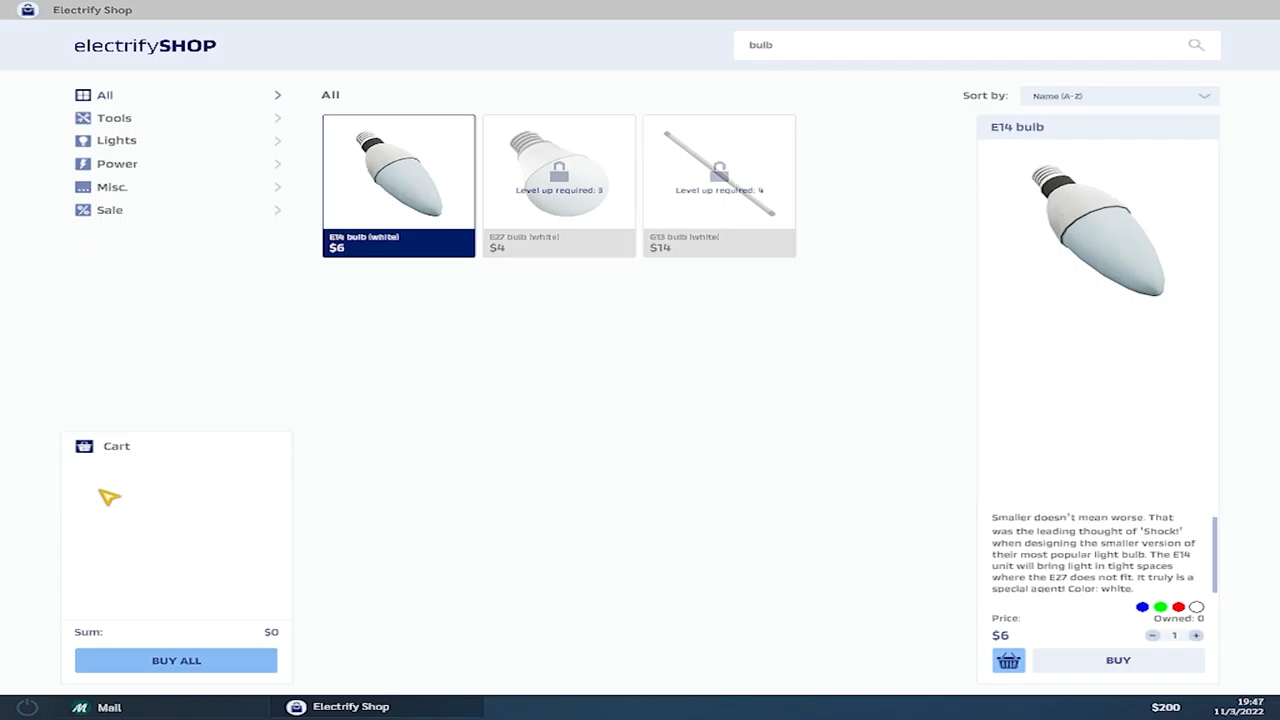 Electrify Shop
electrifySHOP
bulb
All
Tools
Lights
Power
Misc.
Sale
All
Sort by:
Name (A-Z)
Level up required: 3
Level up required: 4
E14 bulb (white)
$6
E27 bulb (white)
$4
G13 bulb (white)
$14
E14 bulb
Smaller doesn't mean worse. That
was the leading thought of 'Shock!'
when designing the smaller version of
their most popular light bulb. The E14
unit will bring light in tight spaces
where the E27 does not fit. It truly is a
special agent! Color: white.
Price:
Owned: 0
$6
1
BUY
Cart
Sum:
$0
BUY ALL
Mail
Electrify Shop
$200
19:47
11/3/2022